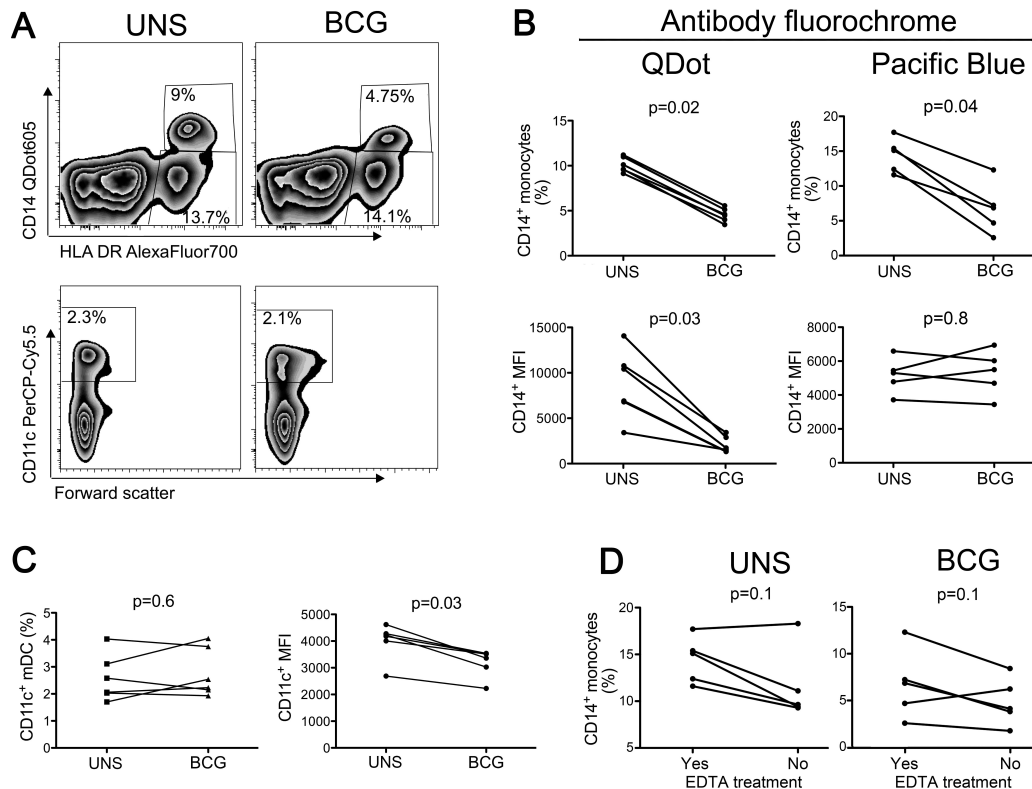 A
UNS
BCG
9%
4.75%
13.7%
14.1%
CD14 QDot605
HLA DR AlexaFluor700
2.3%
2.1%
CD11c PerCP-Cy5.5
Forward scatter
B
Antibody fluorochrome
QDot
Pacific Blue
p=0.02
CD14+ monocytes
(%)
15
10
5
0
UNS
BCG
p=0.04
CD14+ monocytes
(%)
20
15
10
5
0
UNS
BCG
p=0.03
CD14+ MFI
15000
10000
5000
0
UNS
BCG
p=0.8
CD14+ MFI
8000
6000
4000
2000
0
UNS
BCG
C
p=0.6
CD11c+ mDC (%)
5
4
3
2
1
0
UNS
BCG
p=0.03
CD11c+ MFI
5000
4000
3000
2000
1000
0
UNS
BCG
D
UNS
BCG
p=0.1
CD14+ monocytes
(%)
20
15
10
5
Yes
No
EDTA treatment
p=0.1
15
10
5
0
Yes
No
EDTA treatment